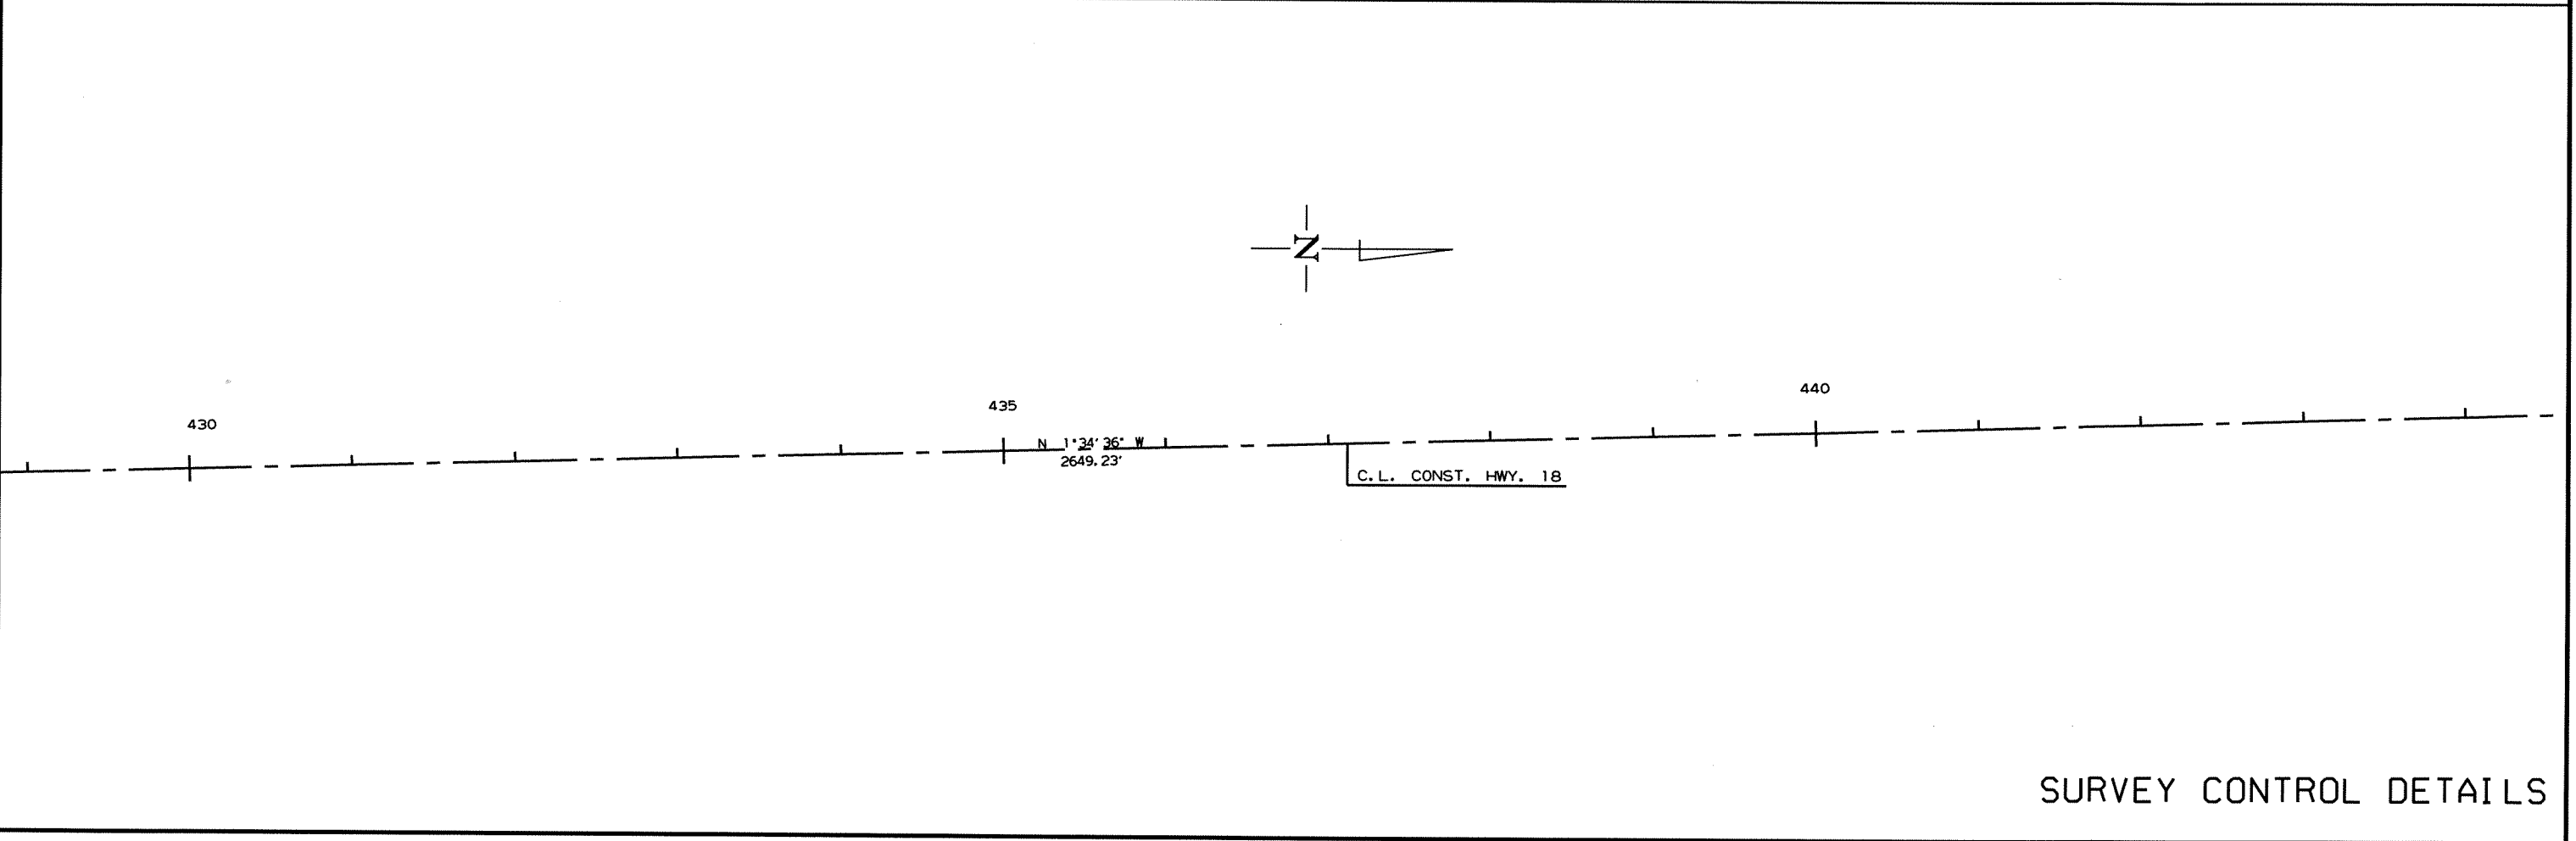 N
440
435
430
N 1°34'36" W
2649.23'
C.L. CONST. HWY. 18
SURVEY CONTROL DETAILS